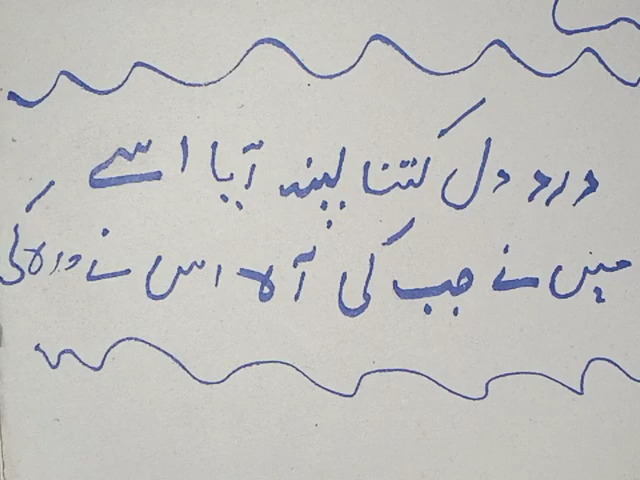 درد دل کتنا پسند آیا اسے
میں نے جب کی آہ اس نے واہ کی